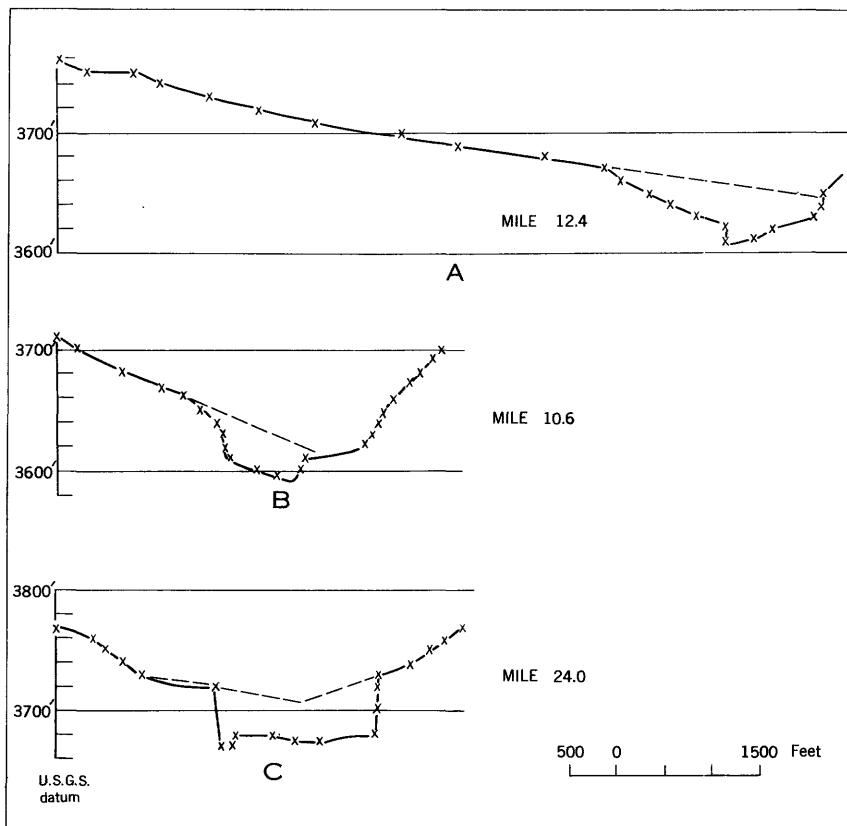 3700'
3600'
MILE 12.4
A
3700'
3600'
MILE 10.6
B
3800'
3700'
MILE 24.0
C
U.S.G.S.
datum
500 0 1500 Feet